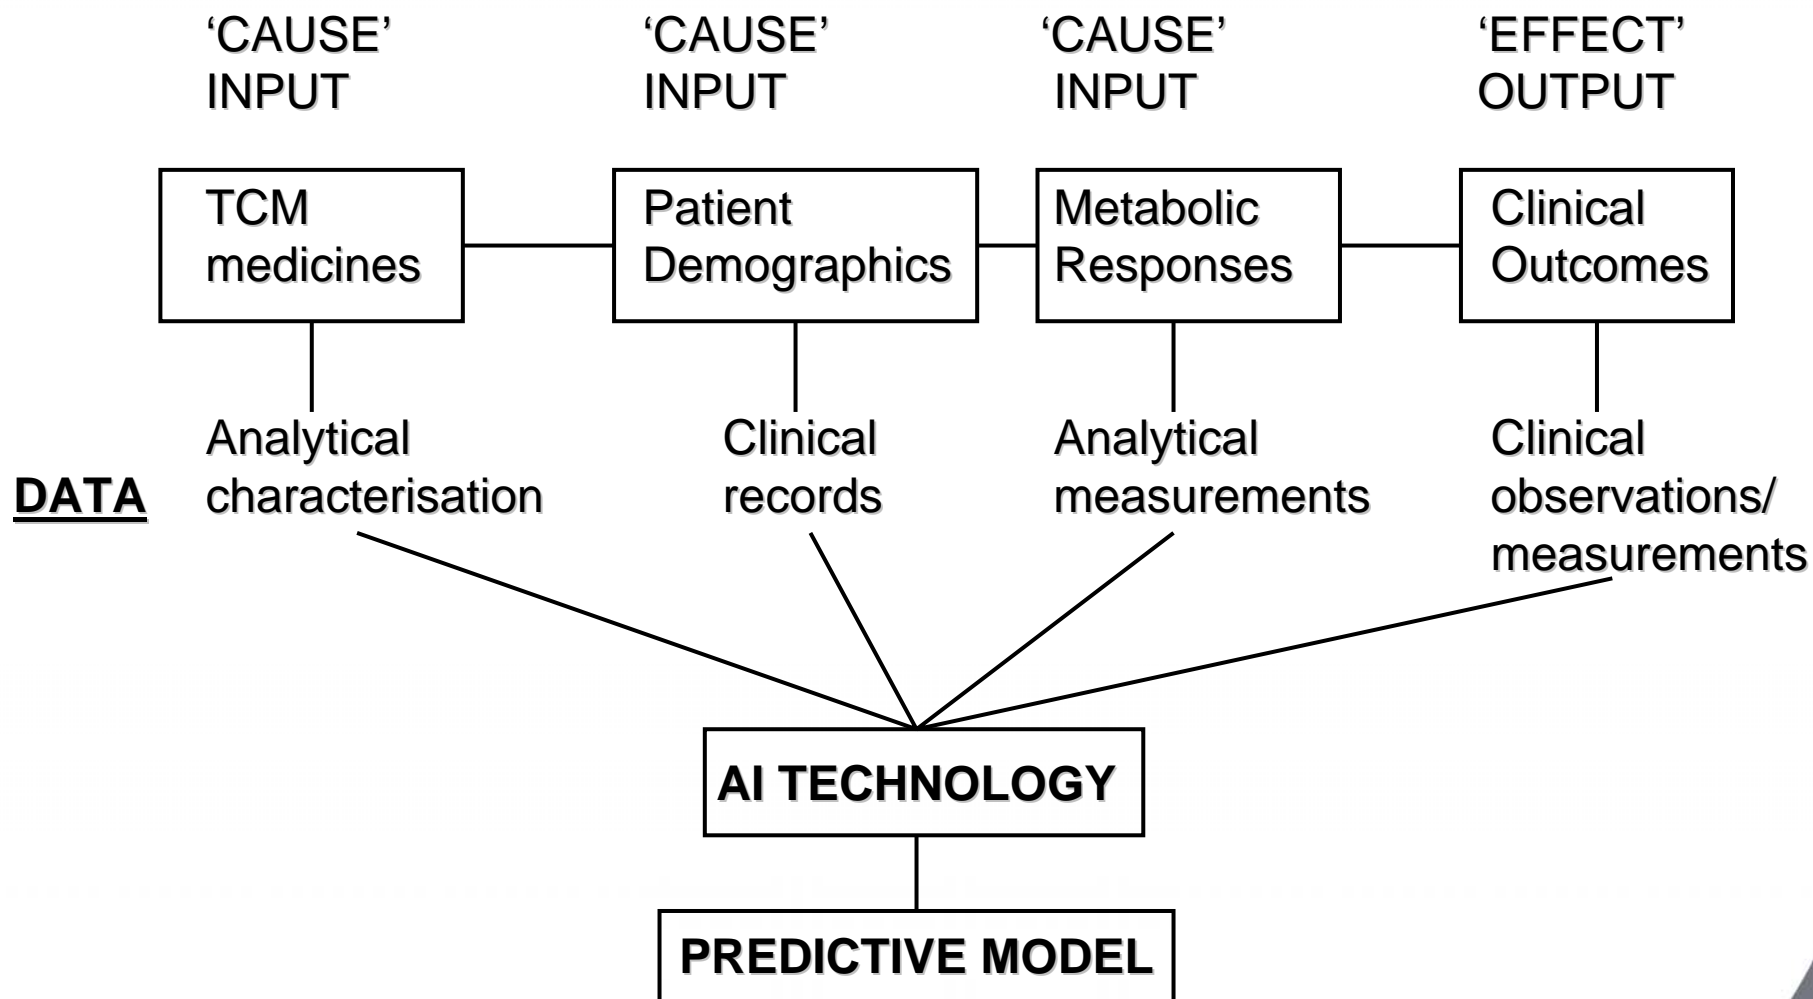 ‘CAUSE’
INPUT
‘CAUSE’
INPUT
‘CAUSE’
INPUT
‘EFFECT’
OUTPUT
TCM
medicines
Patient
Demographics
Metabolic
Responses
Clinical
Outcomes
DATA
Analytical
characterisation
Clinical
records
Analytical
measurements
Clinical
observations/
measurements
AI TECHNOLOGY
PREDICTIVE MODEL